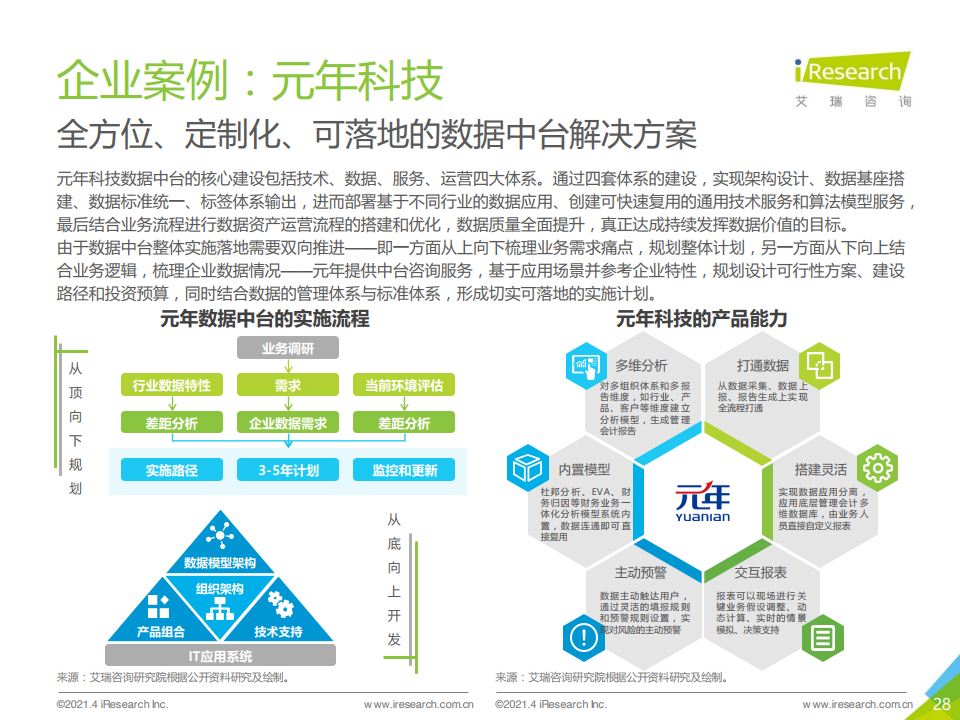 企业案例：元年科技
iResearch
艾瑞咨询
全方位、定制化、可落地的数据中台解决方案
元年科技数据中台的核心建设包括技术、数据、服务、运营四大体系。通过四套体系的建设，实现架构设计、数据基座搭
建、数据标准统一、标签体系输出，进而部署基于不同行业的数据应用、创建可快速复用的通用技术服务和算法模型服务，
最后结合业务流程进行数据资产运营流程的搭建和优化，数据质量全面提升，真正达成持续发挥数据价值的目标。
由于数据中台整体实施落地需要双向推进——即一方面从上向下梳理业务需求痛点，规划整体计划，另一方面从下向上结
合业务逻辑，梳理企业数据情况——元年提供中台咨询服务，基于应用场景并参考企业特性，规划设计可行性方案、建设
路径和投资预算，同时结合数据的管理体系与标准体系，形成切实可落地的实施计划。
元年数据中台的实施流程
从顶向下规划
业务调研
行业数据特性
需求
当前环境评估
差距分析
企业数据需求
差距分析
实施路径
3-5年计划
监控和更新
数据模型架构
组织架构
产品组合
技术支持
IT应用系统
从底向上开发
元年科技的产品能力
多维分析
对多组织体系和多报
告维度，如行业、产
品、客户等维度建立
分析模型，生成管理
会计报告
打通数据
从数据采集、数据上
报、报告生成上实现
全流程打通
内置模型
杜邦分析、EVA、财
务归因等财务业务一
体化分析模型系统内
置，数据连通即可直
接复用
元年
Yuanian
搭建灵活
实现数据应用分离，
应用底层管理会计多
维数据库，由业务人
员直接自定义报表
主动预警
数据主动触达用户，
通过灵活的填报规则
和预警规则设置，实
现对风险的主动预警
交互报表
报表可以现场进行关
键业务假设调整、动
态计算、实时的情景
模拟、决策支持
来源：艾瑞咨询研究院根据公开资料研究及绘制。
来源：艾瑞咨询研究院根据公开资料研究及绘制。
©2021.4 iResearch Inc.
www.iresearch.com.cn
©2021.4 iResearch Inc.
www.iresearch.com.cn
28